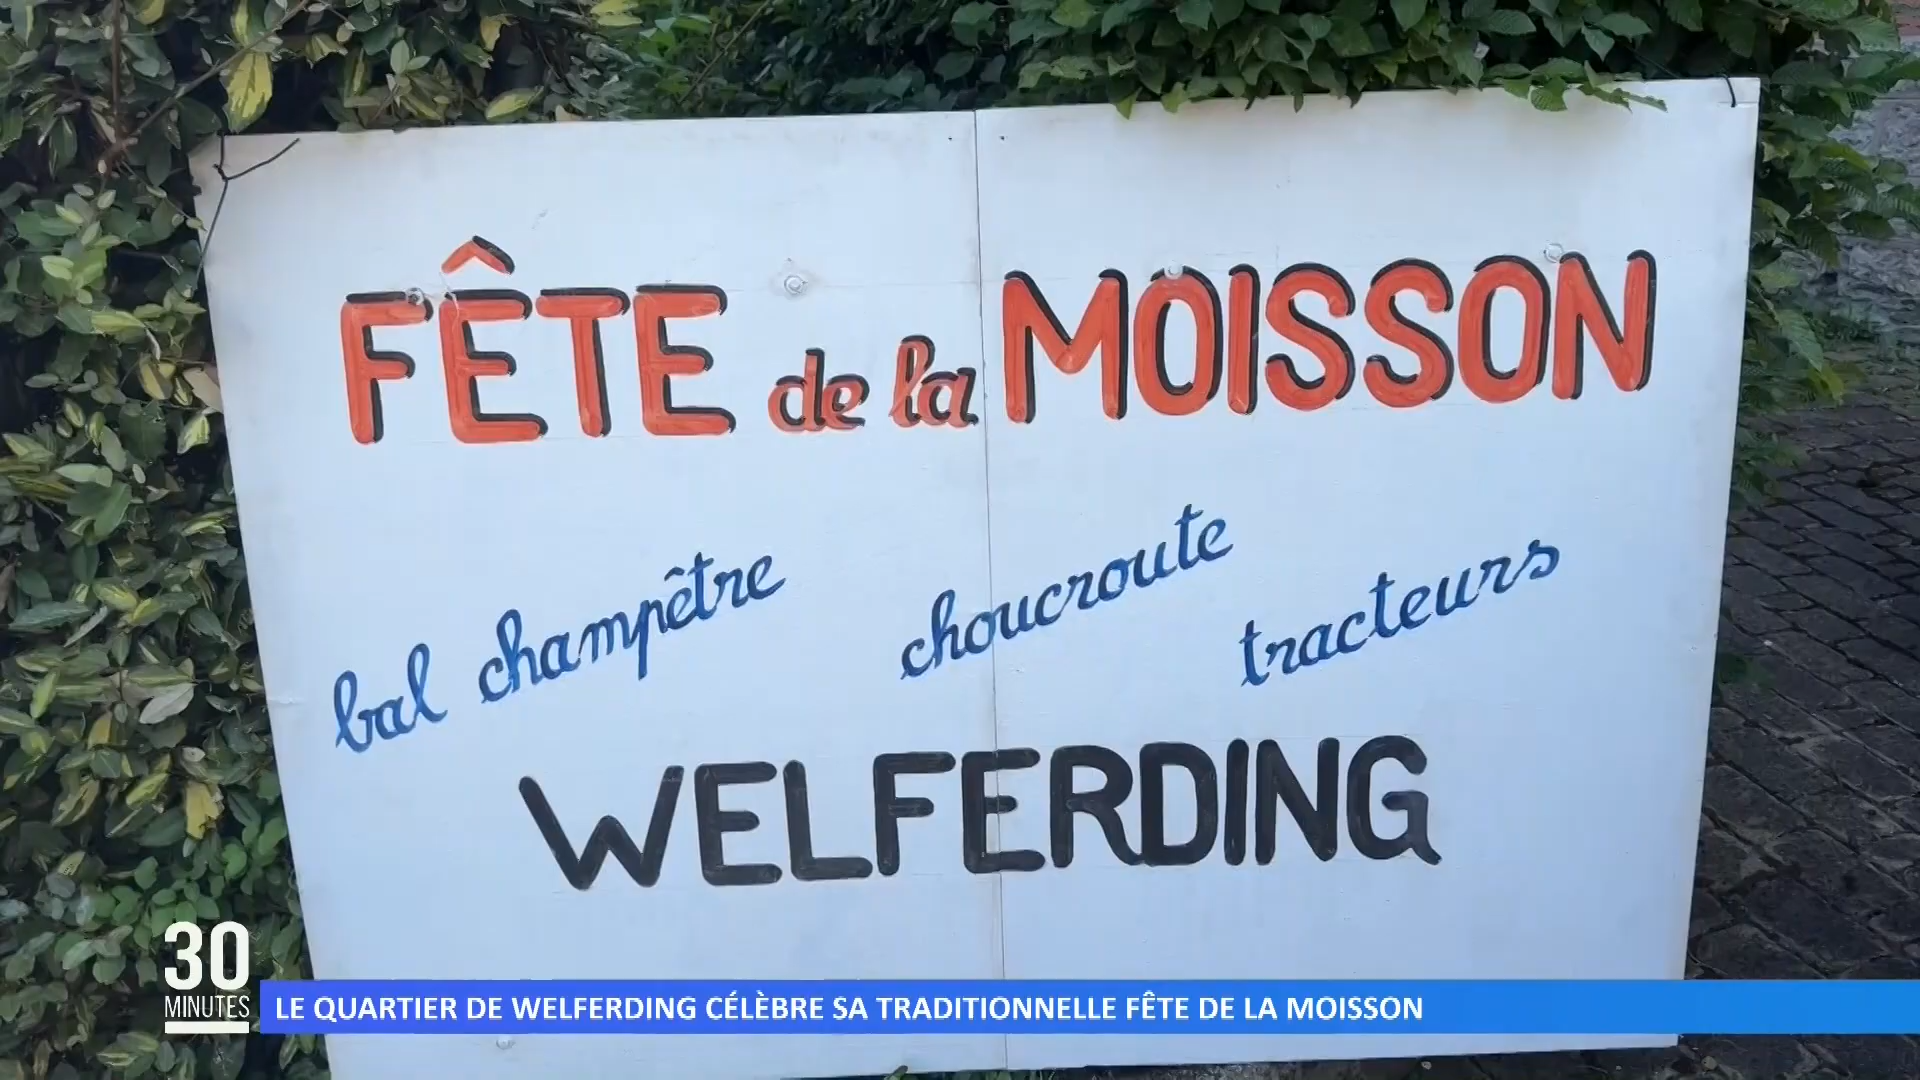 FÊTE de la MOISSON
bal champêtre choucroute tracteurs
WELFERDING
30
MINUTES
LE QUARTIER DE WELFERDING CÉLÈBRE SA TRADITIONNELLE FÊTE DE LA MOISSON